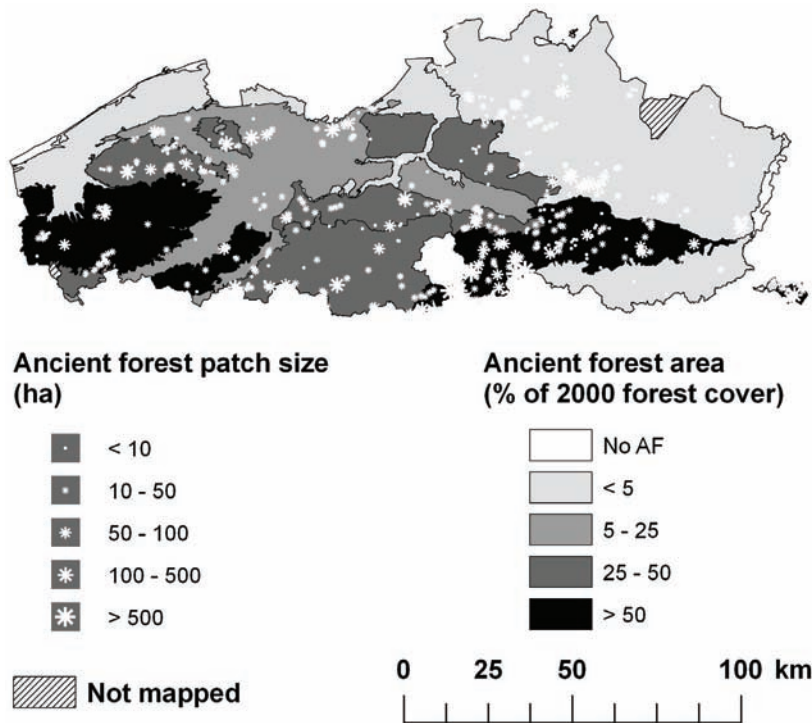 Ancient forest patch size
(ha)
< 10
10 - 50
50 - 100
100 - 500
> 500
Not mapped
Ancient forest area
(% of 2000 forest cover)
No AF
< 5
5 - 25
25 - 50
> 50
0 25 50 100 km